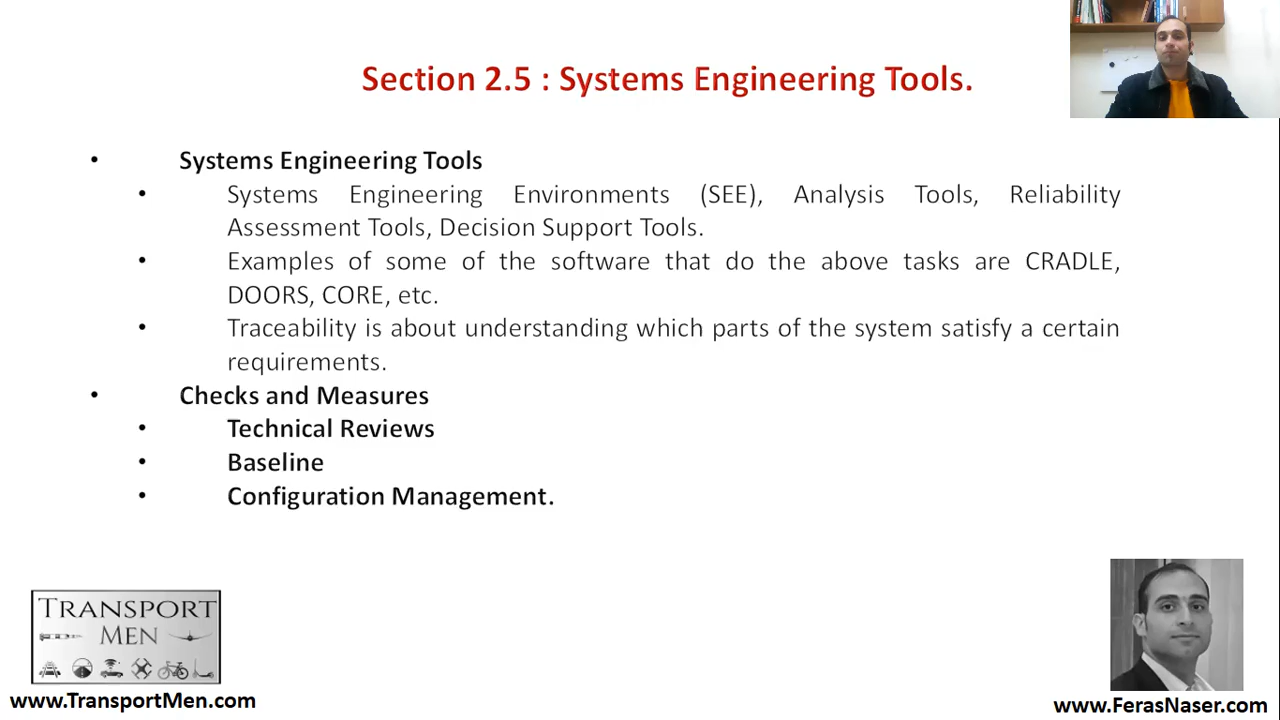 Section 2.5 : Systems Engineering Tools.
• Systems Engineering Tools
• Systems Engineering Environments (SEE), Analysis Tools, Reliability
Assessment Tools, Decision Support Tools.
• Examples of some of the software that do the above tasks are CRADLE,
DOORS, CORE, etc.
• Traceability is about understanding which parts of the system satisfy a certain
requirements.
• Checks and Measures
• Technical Reviews
• Baseline
• Configuration Management.
TRANSPORT
MEN
www.TransportMen.com
www.FerasNaser.com